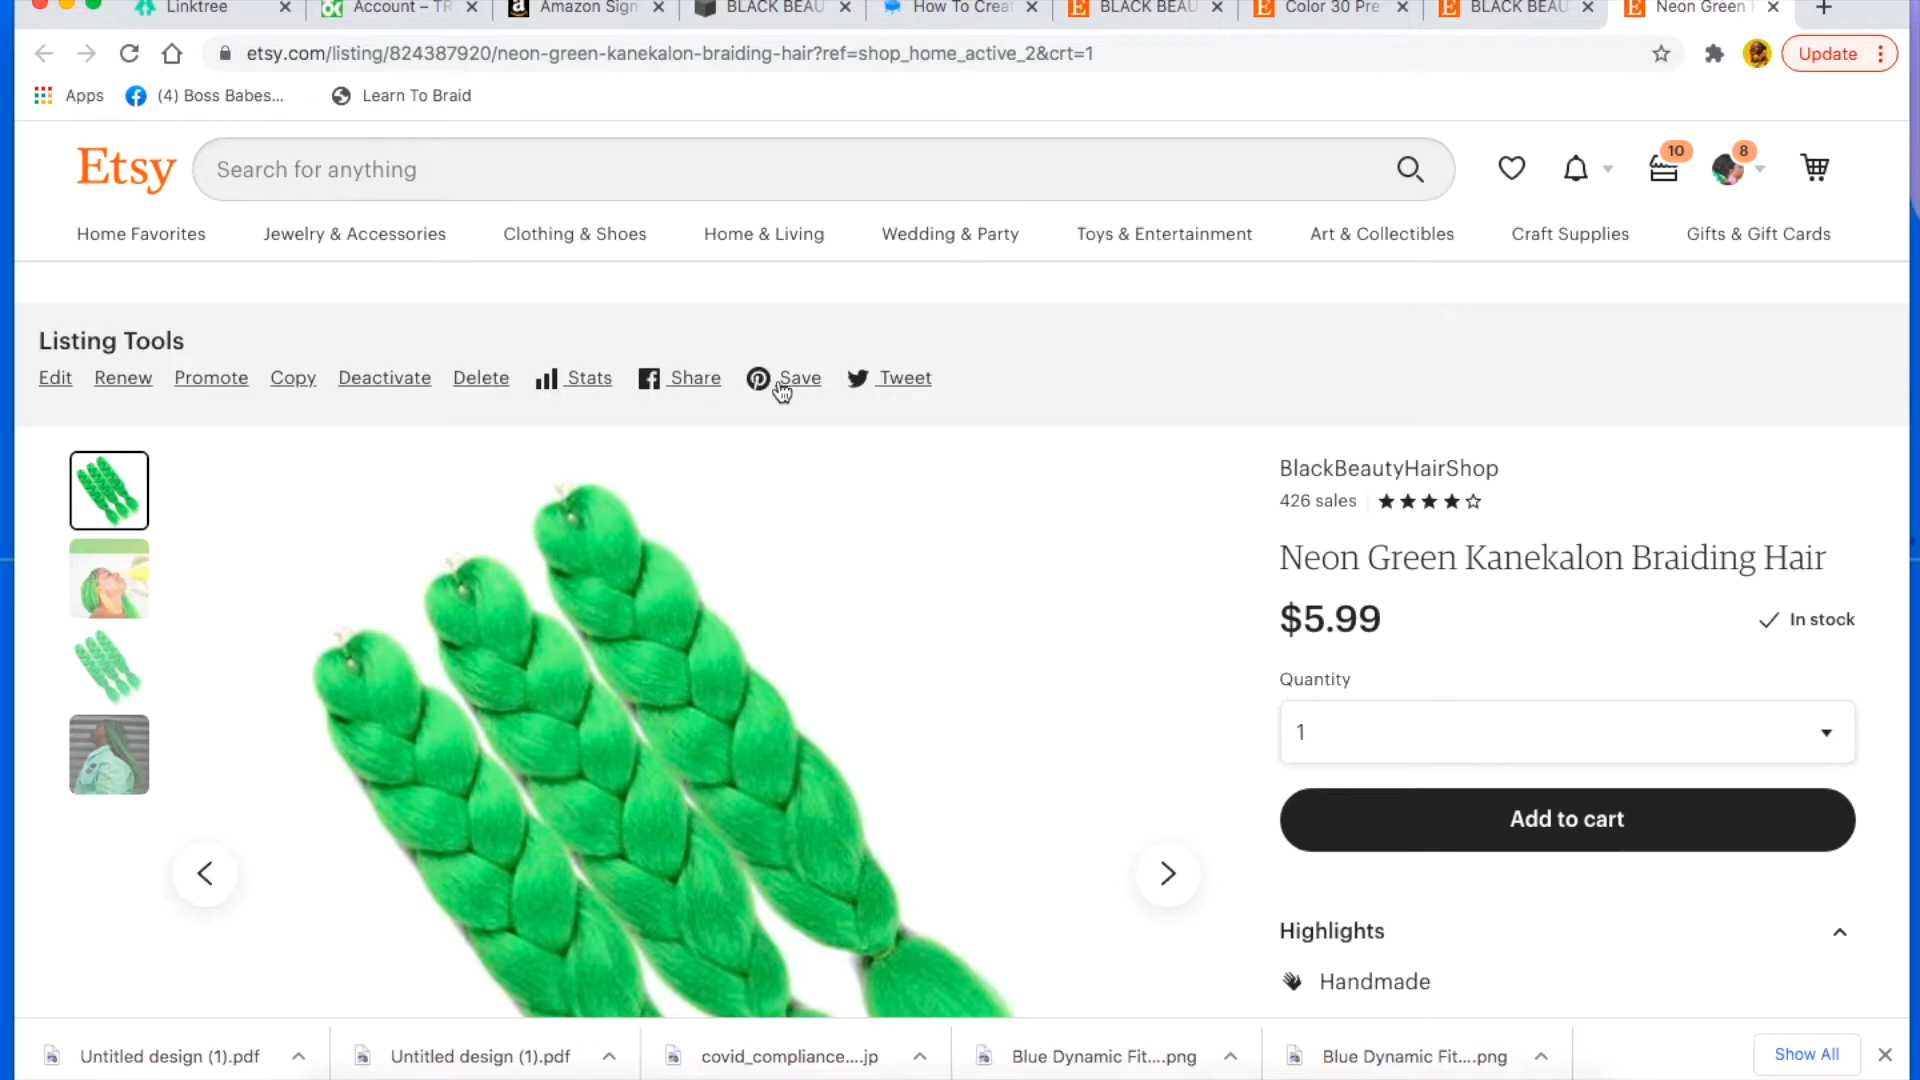 Linktree
Account – TR
Amazon Sign
BLACK BEAU
How To Creat
BLACK BEAU
Color 30 Pre
BLACK BEAU
Neon Green
etsy.com/listing/824387920/neon-green-kanekalon-braiding-hair?ref=shop_home_active_2&crt=1
Update
Apps
(4) Boss Babes...
Learn To Braid
Etsy
Search for anything
10
8
Home Favorites
Jewelry & Accessories
Clothing & Shoes
Home & Living
Wedding & Party
Toys & Entertainment
Art & Collectibles
Craft Supplies
Gifts & Gift Cards
Listing Tools
Edit Renew Promote Copy Deactivate Delete Stats Share Save Tweet
BlackBeautyHairShop
426 sales
Neon Green Kanekalon Braiding Hair
$5.99
In stock
Quantity
1
Add to cart
Highlights
Handmade
Untitled design (1).pdf
Untitled design (1).pdf
covid_compliance....jp
Blue Dynamic Fit....png
Blue Dynamic Fit....png
Show All